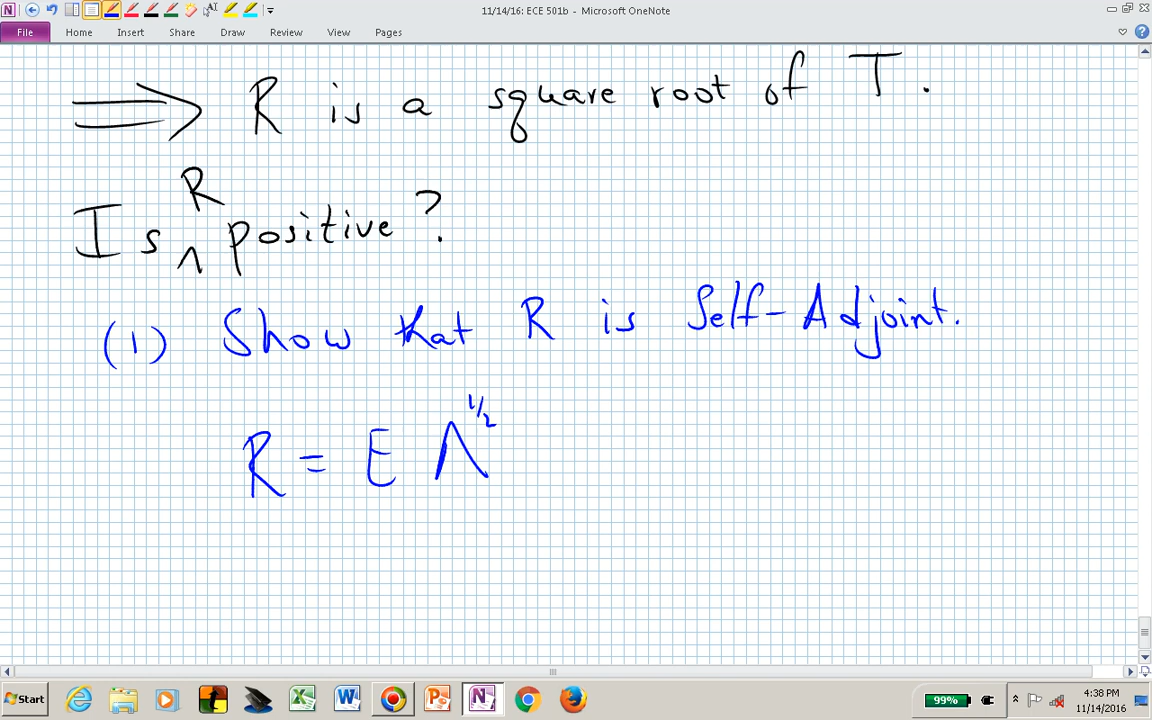 11/14/16: ECE 501b - Microsoft OneNote
File Home Insert Share Draw Review View Pages
⟹ R is a square root of T.
Is R positive?
(1) Show that R is Self-Adjoint.
R = E Λ^1/2
Start 99% 4:38 PM
11/14/2016